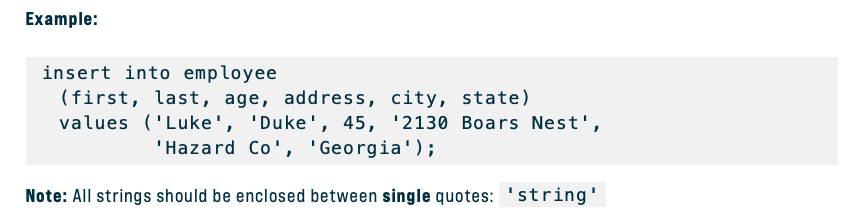 Example:
insert into employee
(first, last, age, address, city, state)
values ('Luke', 'Duke', 45, '2130 Boars Nest',
'Hazard Co', 'Georgia');
Note: All strings should be enclosed between single quotes: 'string'